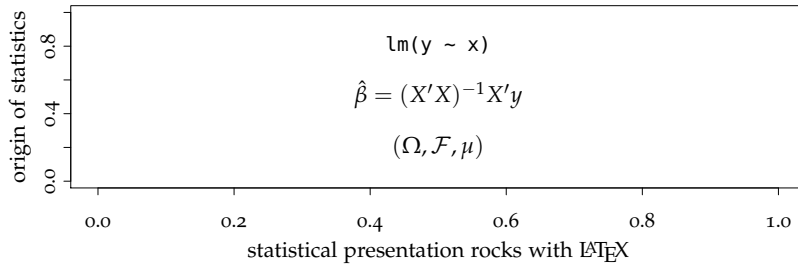 origin of statistics
0.8
0.4
0.0
lm(y ~ x)
β̂ = (X′X)⁻¹X′y
(Ω, ℱ, μ)
0.0 0.2 0.4 0.6 0.8 1.0
statistical presentation rocks with LATEX